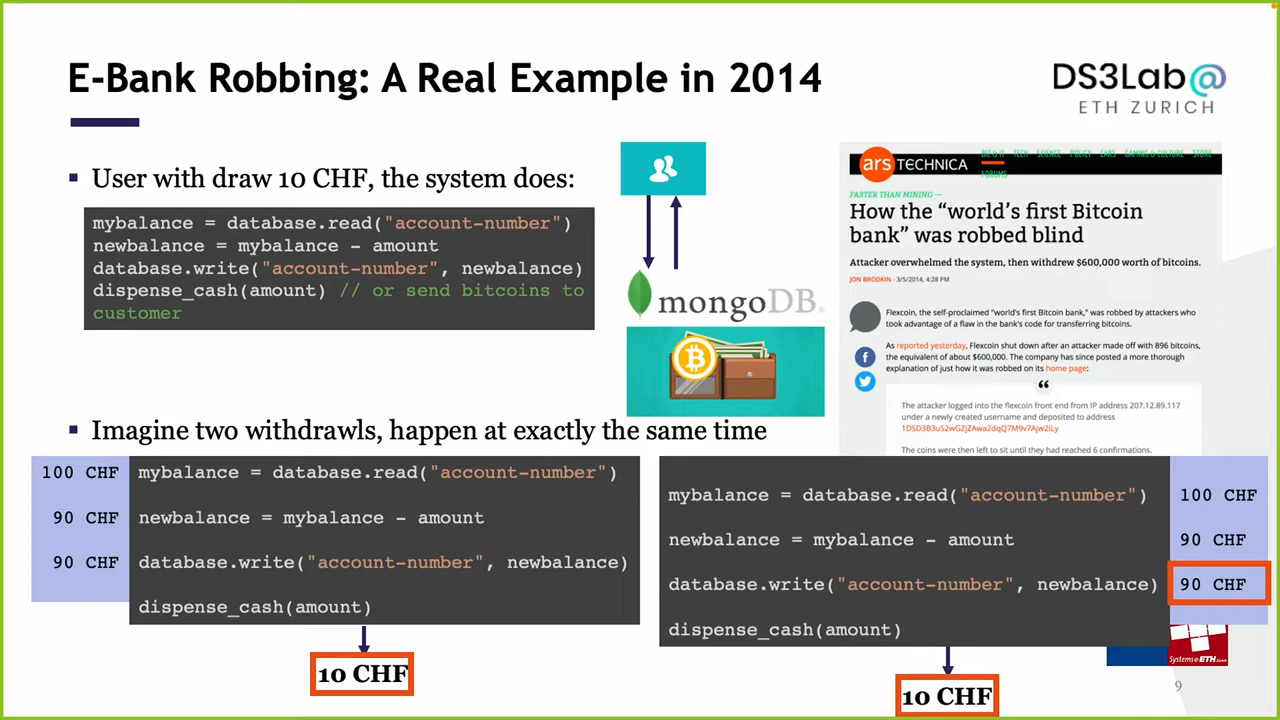 E-Bank Robbing: A Real Example in 2014
DS3Lab@
ETH ZURICH
▪ User with draw 10 CHF, the system does:
mybalance = database.read("account-number")
newbalance = mybalance - amount
database.write("account-number", newbalance)
dispense_cash(amount) // or send bitcoins to
customer
mongoDB
ars TECHNICA
BIZ & IT TECH SCIENCE POLICY CARS GAMING & CULTURE STORE
FORUMS
FASTER THAN MINING —
How the “world’s first Bitcoin
bank” was robbed blind
Attacker overwhelmed the system, then withdrew $600,000 worth of bitcoins.
JON BRODKIN - 3/5/2014, 4:28 PM
Flexcoin, the self-proclaimed "world's first Bitcoin bank," was robbed by attackers who
took advantage of a flaw in the bank's code for transferring bitcoins.
As reported yesterday, Flexcoin shut down after an attacker made off with 896 bitcoins,
the equivalent of about $600,000. The company has since posted a more thorough
explanation of just how it was robbed on its home page:
The attacker logged into the flexcoin front end from IP address 207.12.89.117
under a newly created username and deposited to address
1DSD3B3uS2wGZjZAwa2dqQ7M9v7Ajw2iLy
The coins were then left to sit until they had reached 6 confirmations.
▪ Imagine two withdrawls, happen at exactly the same time
100 CHF mybalance = database.read("account-number")
90 CHF newbalance = mybalance - amount
90 CHF database.write("account-number", newbalance)
dispense_cash(amount)
10 CHF
mybalance = database.read("account-number") 100 CHF
newbalance = mybalance - amount 90 CHF
database.write("account-number", newbalance) 90 CHF
dispense_cash(amount)
10 CHF
Systems@ETH Zurich
9